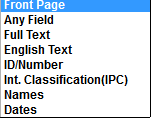 Front Page
Any Field
Full Text
English Text
ID/Number
Int. Classification(IPC)
Names
Dates